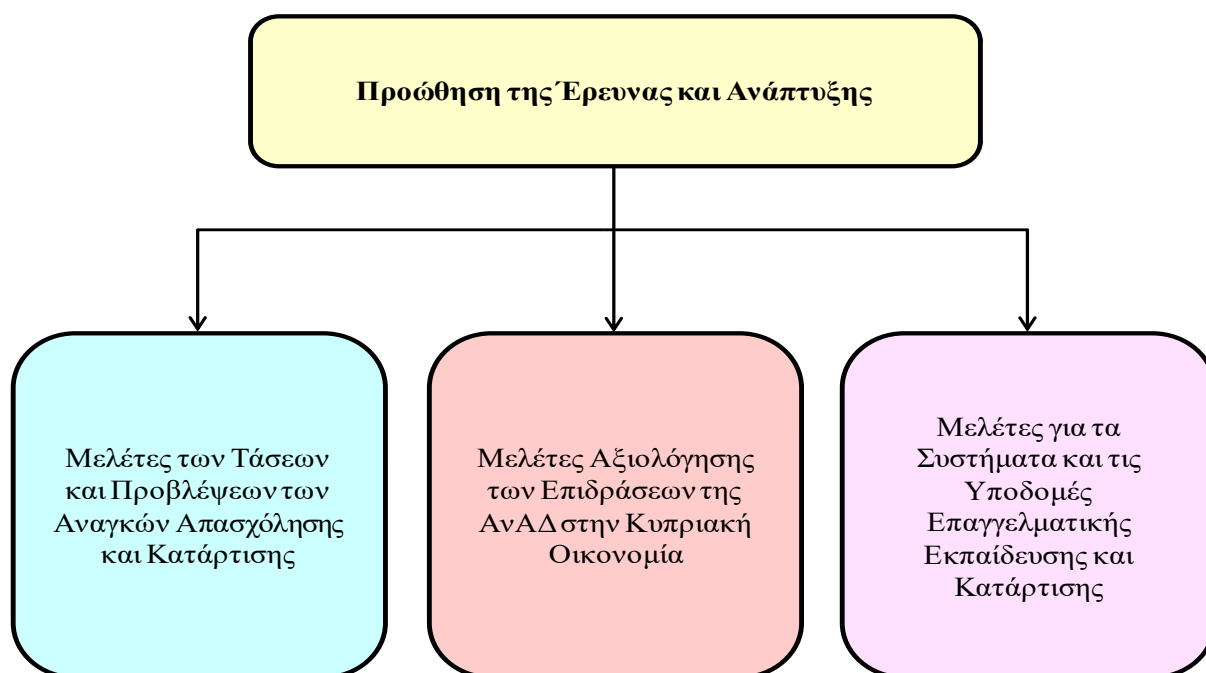 Προώθηση της Έρευνας και Ανάπτυξης
Μελέτες των Τάσεων
και Προβλέψεων των
Αναγκών Απασχόλησης
και Κατάρτισης
Μελέτες Αξιολόγησης
των Επιδράσεων της
ΑνΑΔ στην Κυπριακή
Οικονομία
Μελέτες για τα
Συστήματα και τις
Υποδομές
Επαγγελματικής
Εκπαίδευσης και
Κατάρτισης